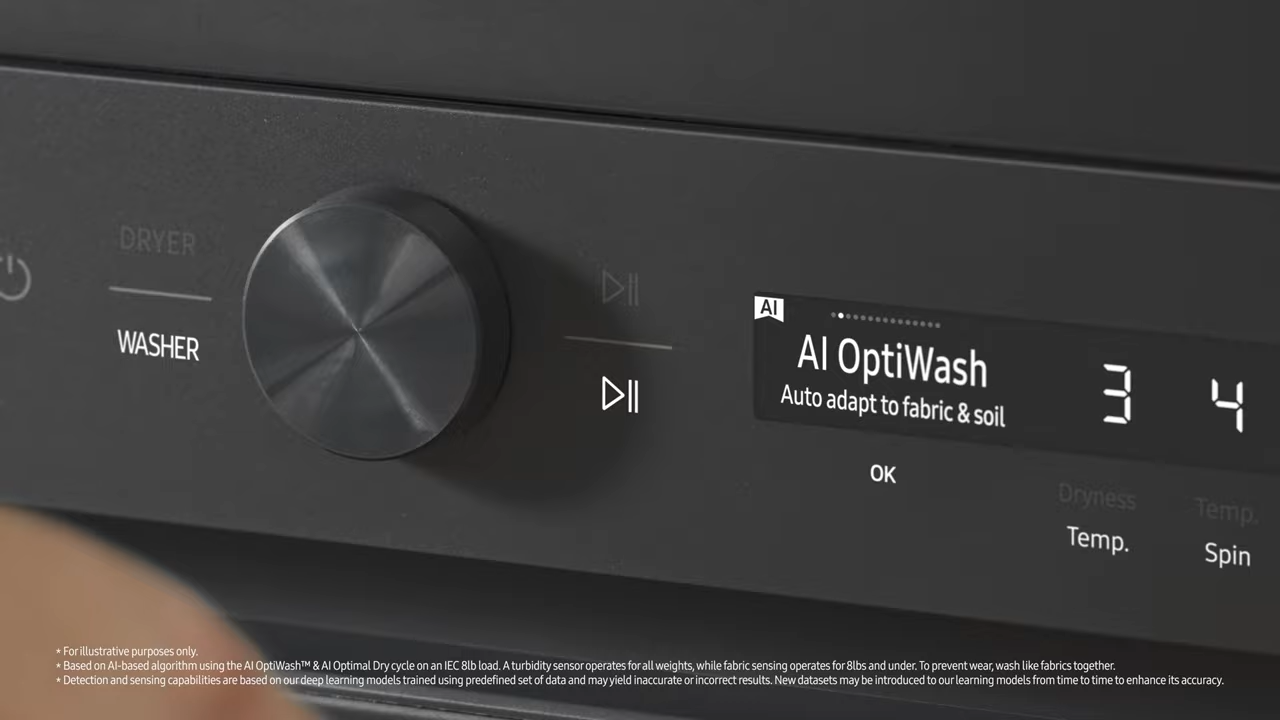 DRYER
WASHER
AI
AI OptiWash
Auto adapt to fabric & soil
3 4
OK
Dryness Temp.
Temp. Spin
* For illustrative purposes only.
* Based on AI-based algorithm using the AI OptiWash™ & AI Optimal Dry cycle on an IEC 8lb load. A turbidity sensor operates for all weights, while fabric sensing operates for 8lbs and under. To prevent wear, wash like fabrics together.
* Detection and sensing capabilities are based on our deep learning models trained using predefined set of data and may yield inaccurate or incorrect results. New datasets may be introduced to our learning models from time to time to enhance its accuracy.